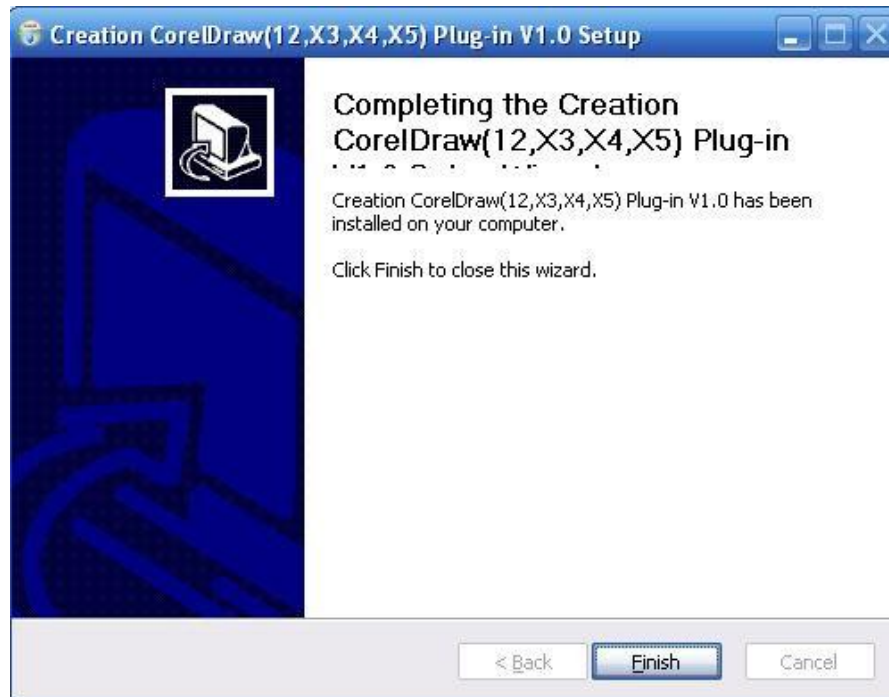 Creation CorelDraw(12,X3,X4,X5) Plug-in V1.0 Setup
Completing the Creation
CorelDraw(12,X3,X4,X5) Plug-in
Creation CorelDraw(12,X3,X4,X5) Plug-in V1.0 has been
installed on your computer.
Click Finish to close this wizard.
< Back
Finish
Cancel